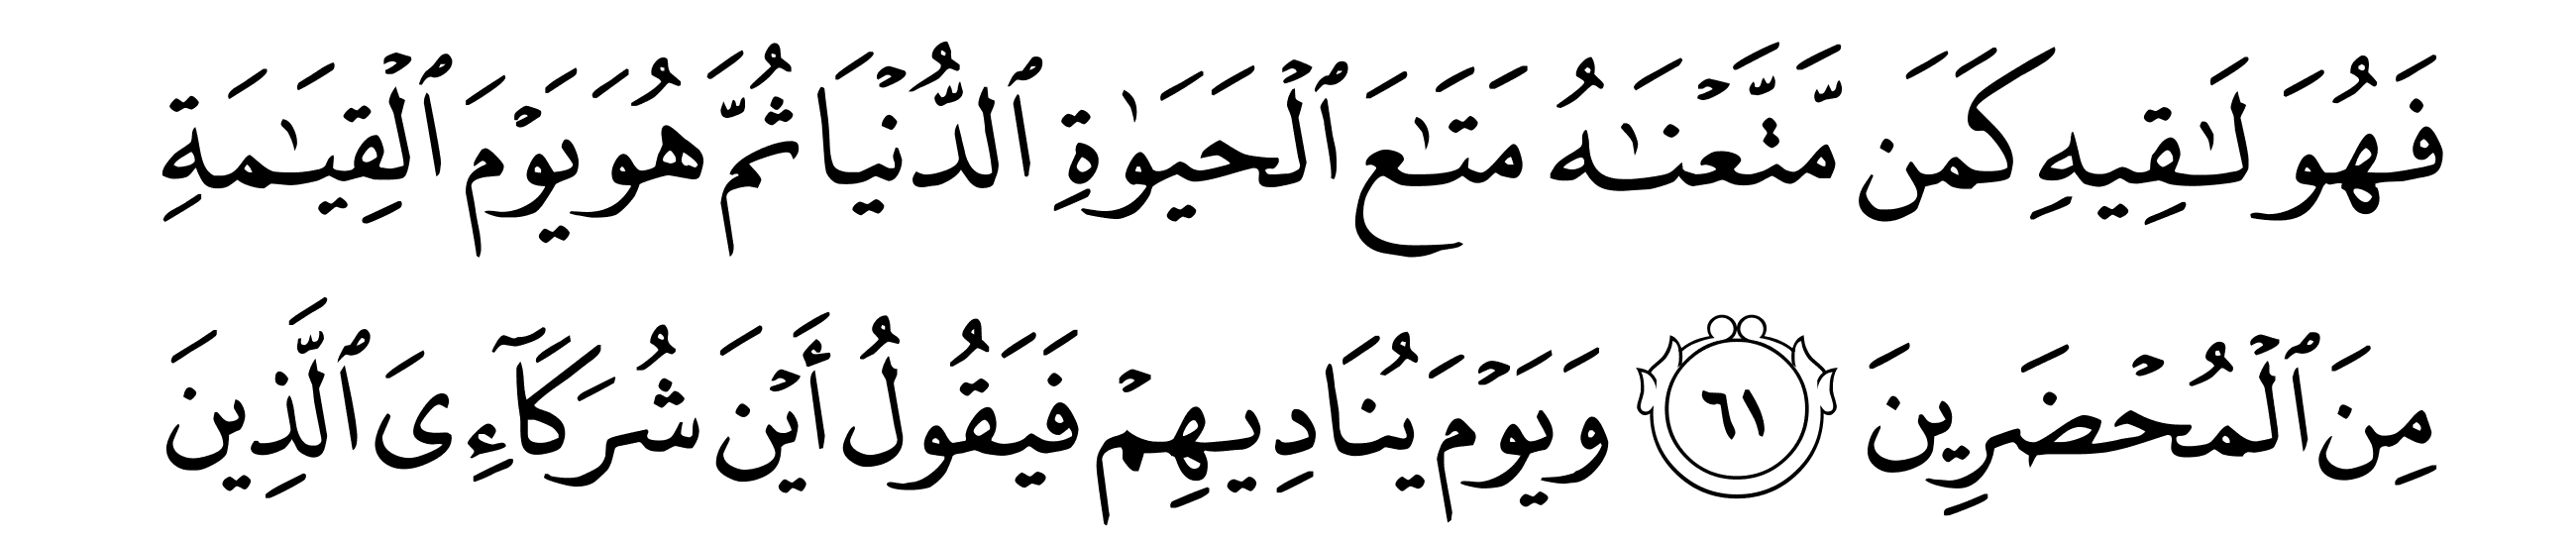 فَهُوَ لَـٰقِيهِ كَمَن مَّتَّعۡنَـٰهُ مَتَـٰعَ ٱلۡحَيَوٰةِ ٱلدُّنۡيَا ثُمَّ هُوَ يَوۡمَ ٱلۡقِيَـٰمَةِ
مِنَ ٱلۡمُحۡضَرِينَ ٦١ وَيَوۡمَ يُنَادِيهِمۡ فَيَقُولُ أَيۡنَ شُرَكَآءِىَ ٱلَّذِينَ